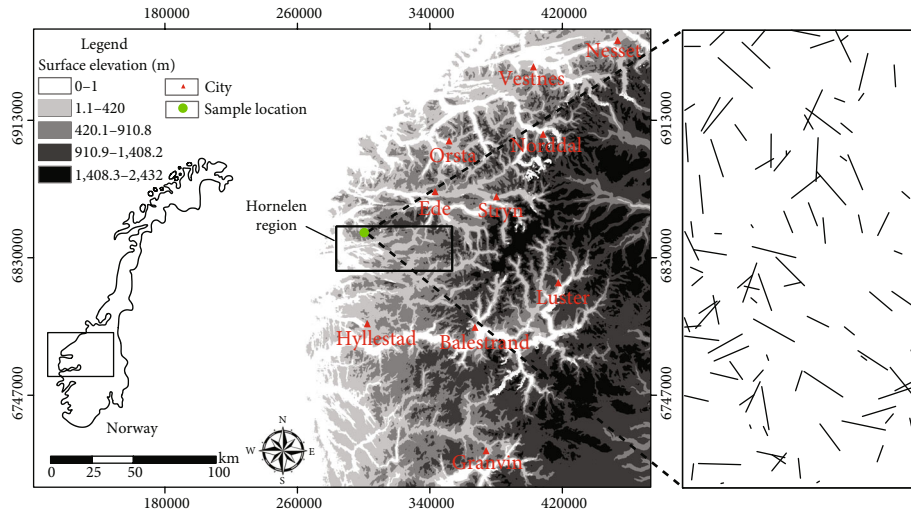 180000 260000 340000 420000
Legend
Surface elevation (m)
0–1
1.1–420
420.1–910.8
910.9–1,408.2
1,408.3–2,432
City
Sample location
Nesset
Vestnes
Norddal
Orsta
Ede
Stryn
Hornelen
region
Luster
Hyllestad
Balestrand
Granvin
6913000
6830000
6747000
6913000
6830000
6747000
Norway
N
W E
S
km
0 25 50 100
180000 260000 340000 420000